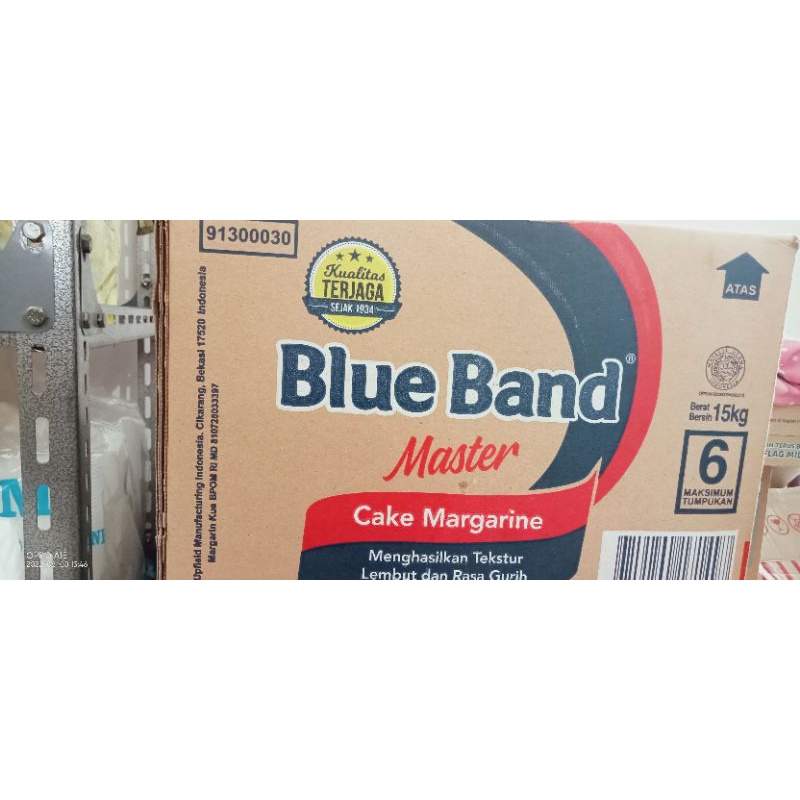 91300030
Kualitas
TERJAGA
SEJAK 1934
ATAS
Blue Band®
Master
Cake Margarine
Menghasilkan Tekstur
Lembut dan Rasa Gurih
Berat
Bersih 15kg
6
MAKSIMUM
TUMPUKAN
Upfield Manufacturing Indonesia. Cikarang, Bekasi 17520 Indonesia
Margarin Kue BPOM RI MD 810728033397